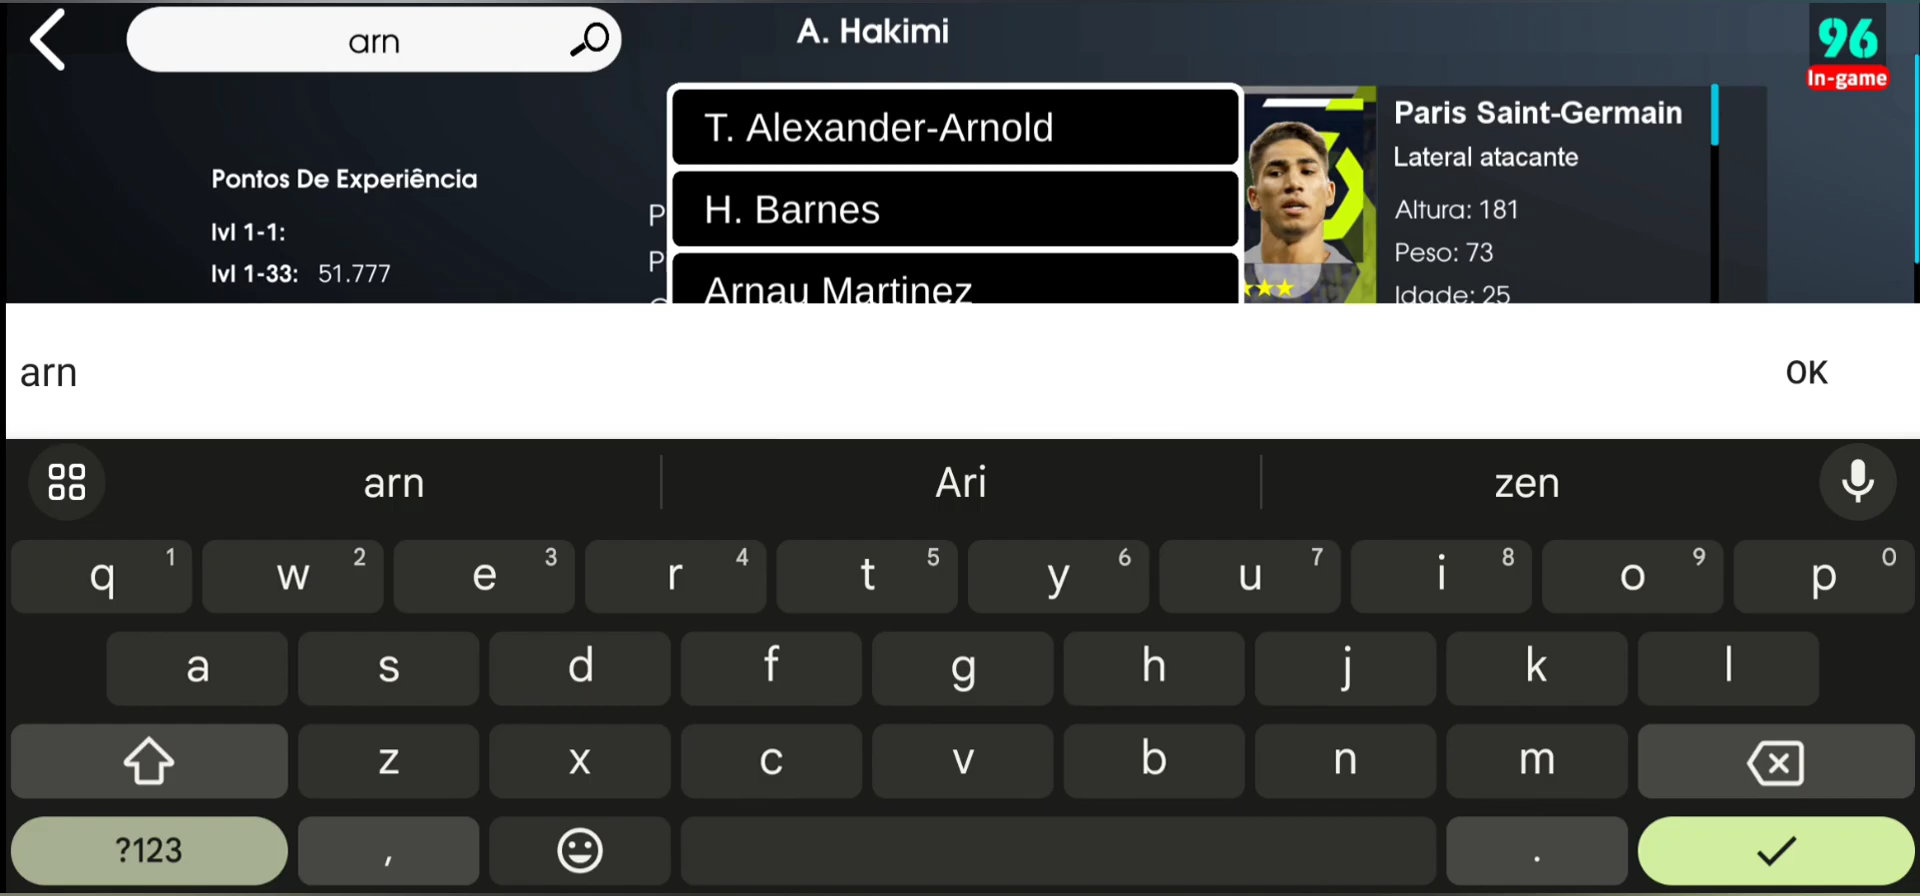 arn
A. Hakimi
96
In-game
T. Alexander-Arnold
H. Barnes
Arnau Martinez
Pontos De Experiência
lvl 1-1:
lvl 1-33: 51.777
P
P
Paris Saint-Germain
Lateral atacante
Altura: 181
Peso: 73
Idade: 25
arn
OK
arn Ari zen
q 1 w 2 e 3 r 4 t 5 y 6 u 7 i 8 o 9 p 0
a s d f g h j k l
z x c v b n m
?123 , .